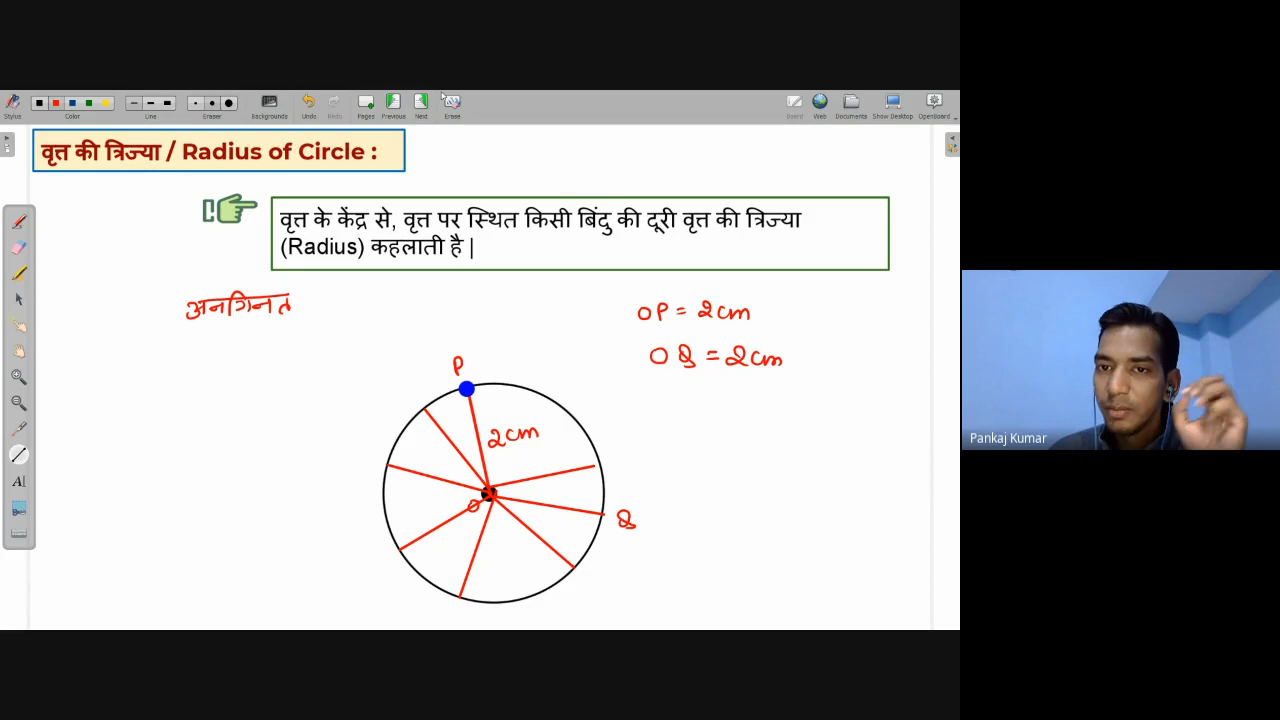 Stylus
Color
Line
Eraser
Backgrounds
Undo
Redo
Pages
Previous
Next
Erase
Board
Web
Documents
Show Desktop
OpenBoard
वृत्त की त्रिज्या / Radius of Circle :
वृत्त के केंद्र से, वृत्त पर स्थित किसी बिंदु की दूरी वृत्त की त्रिज्या
(Radius) कहलाती है |
अनगिनत
OP = 2cm
OQ = 2cm
P
2cm
O
Q
AI
Pankaj Kumar